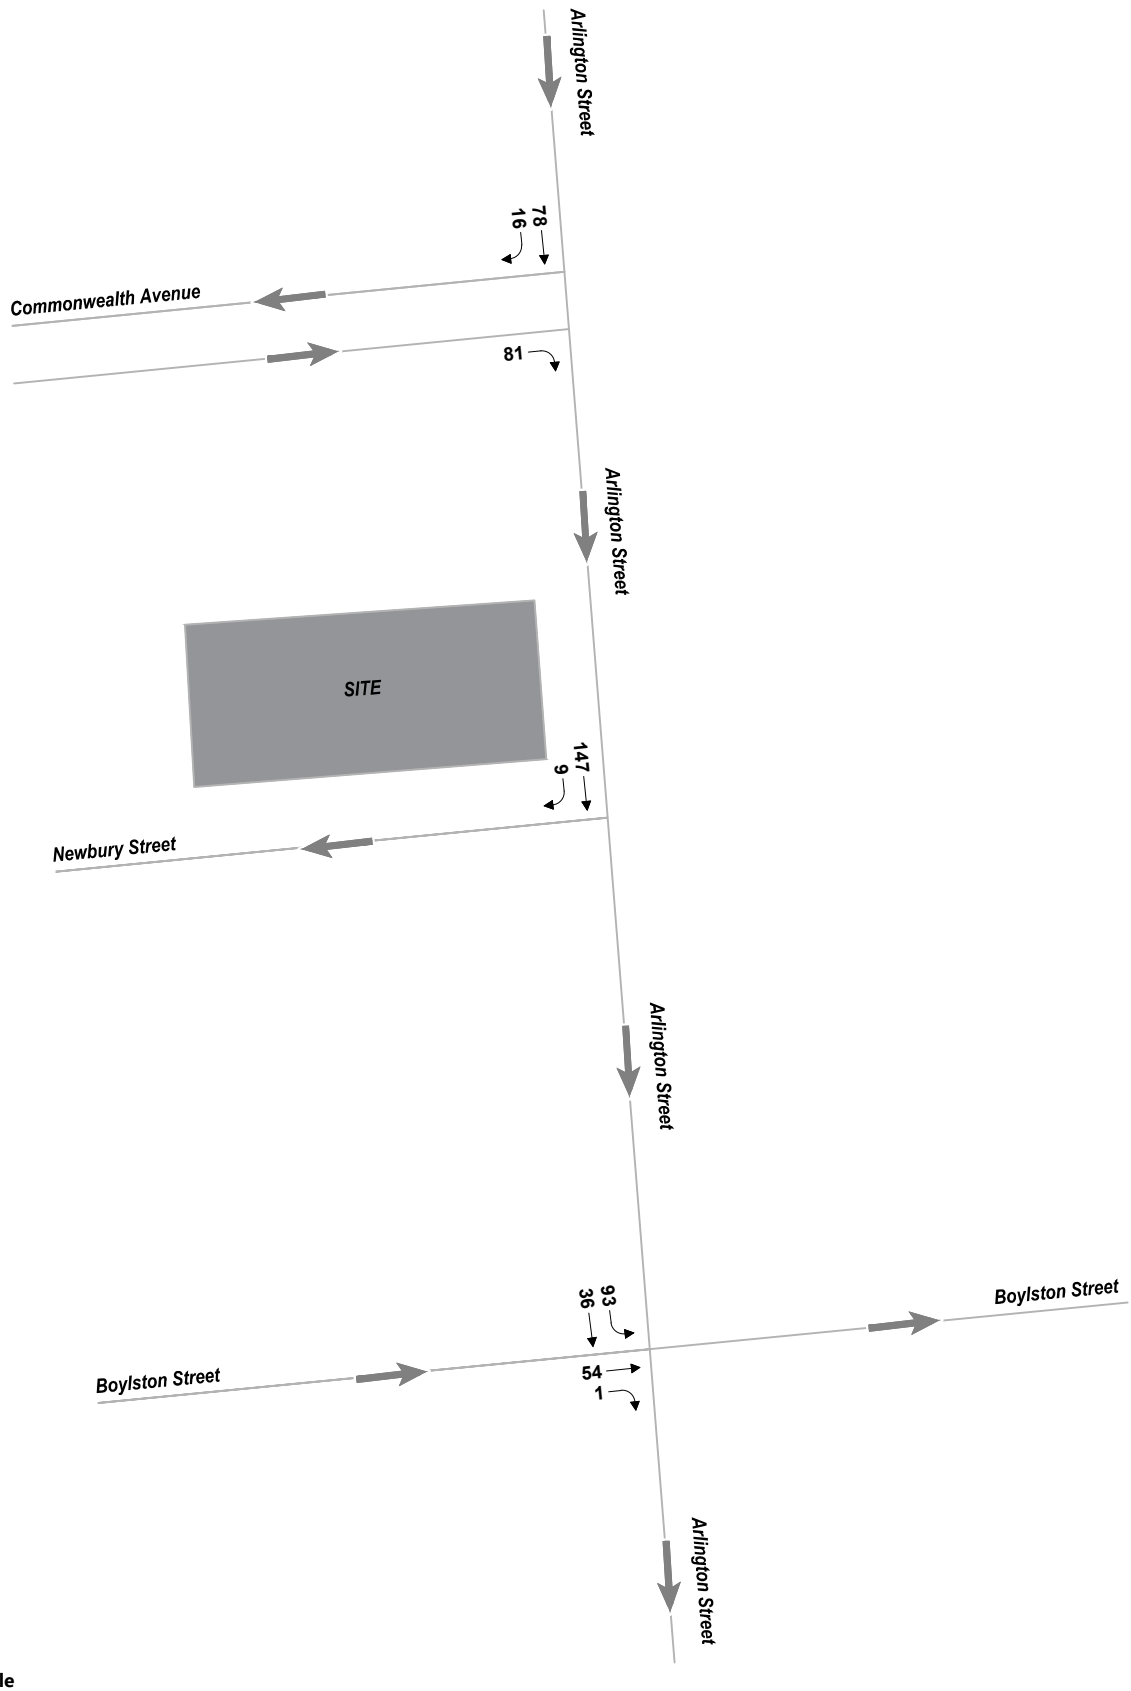 Arlington Street
78
16
Commonwealth Avenue
81
Arlington Street
SITE
147
9
Newbury Street
Arlington Street
93
36
Boylston Street
54
Boylston Street
1
Arlington Street
le